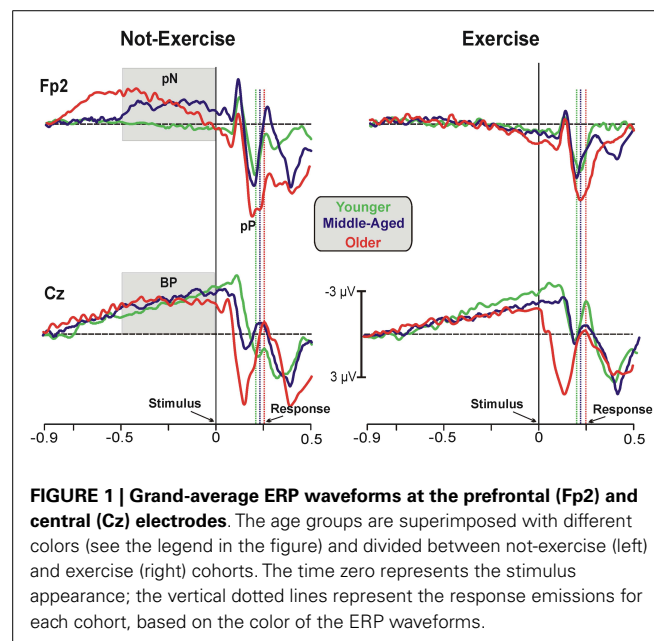 Not-Exercise
Exercise
Fp2
pN
pP
Younger
Middle-Aged
Older
Cz
BP
-3 µV
3 µV
Stimulus
Response
Stimulus
Response
-0.9
-0.5
0
0.5
-0.9
-0.5
0
0.5
FIGURE 1 | Grand-average ERP waveforms at the prefrontal (Fp2) and
central (Cz) electrodes. The age groups are superimposed with different
colors (see the legend in the figure) and divided between not-exercise (left)
and exercise (right) cohorts. The time zero represents the stimulus
appearance; the vertical dotted lines represent the response emissions for
each cohort, based on the color of the ERP waveforms.